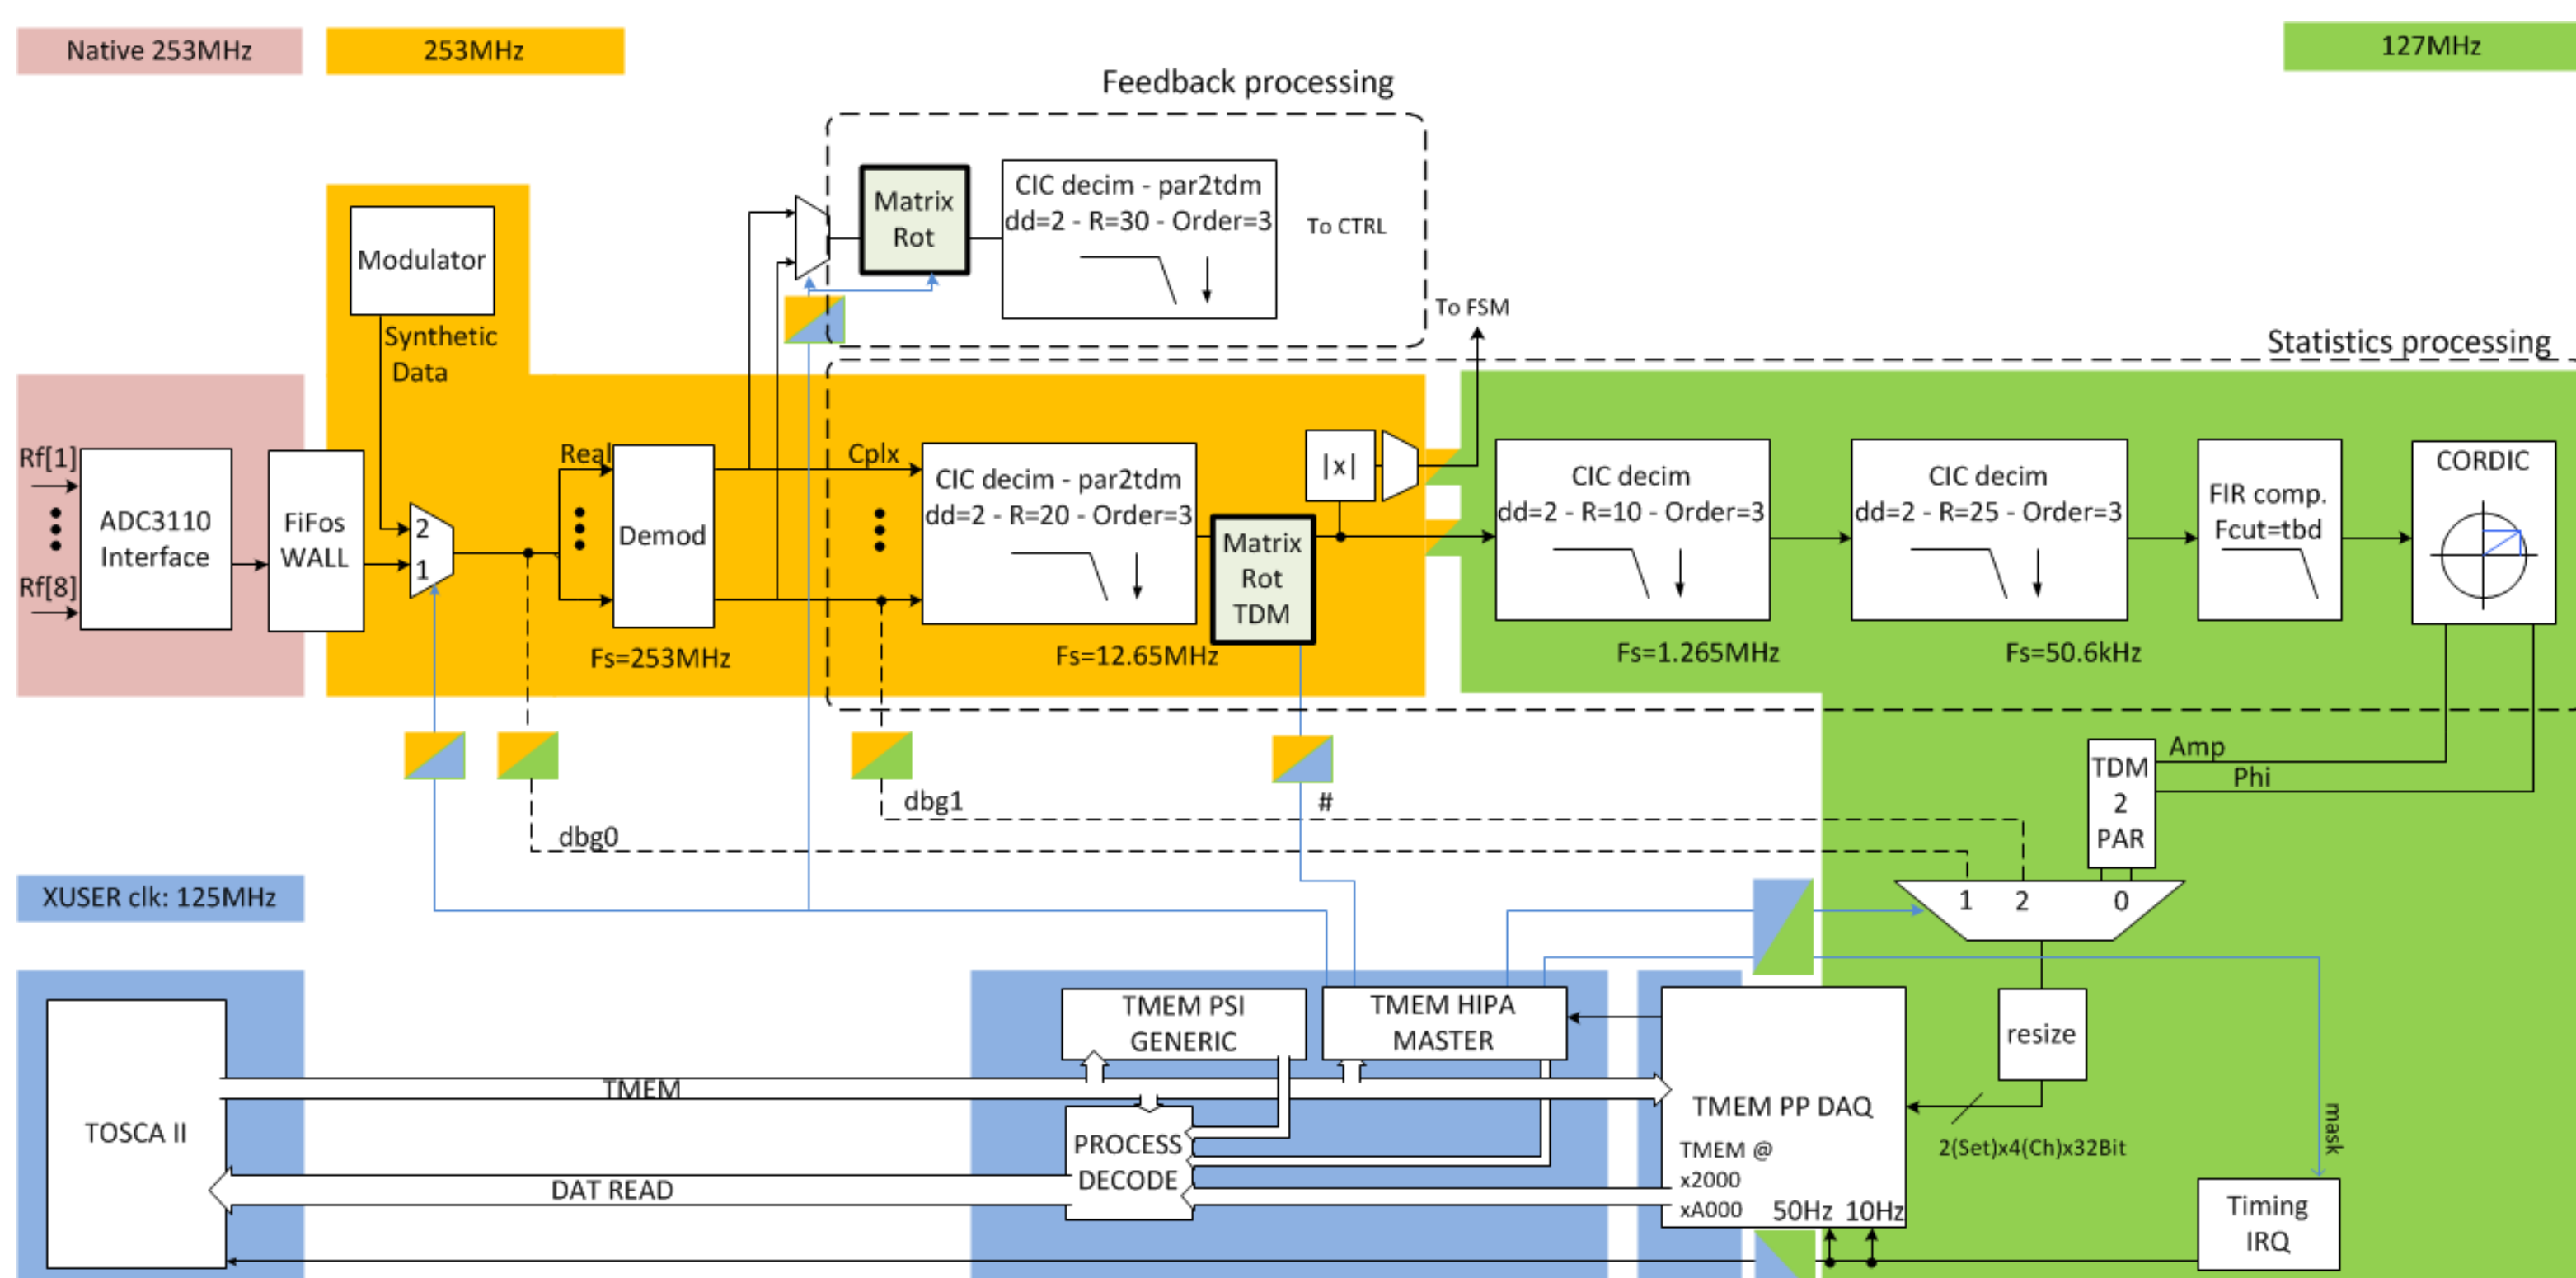 Native 253MHz
253MHz
127MHz
Feedback processing
Matrix
Rot
CIC decim - par2tdm
dd=2 - R=30 - Order=3
To CTRL
Modulator
Synthetic
Data
To FSM
Statistics processing
Rf[1]
Rf[8]
ADC3110
Interface
FiFos
WALL
2
1
Real
Demod
Fs=253MHz
Cplx
CIC decim - par2tdm
dd=2 - R=20 - Order=3
Fs=12.65MHz
|x|
Matrix
Rot
TDM
CIC decim
dd=2 - R=10 - Order=3
Fs=1.265MHz
CIC decim
dd=2 - R=25 - Order=3
Fs=50.6kHz
FIR comp.
Fcut=tbd
CORDIC
Amp
Phi
TDM
2
PAR
dbg1
#
dbg0
XUSER clk: 125MHz
1 2 0
TMEM PSI
GENERIC
TMEM HIPA
MASTER
resize
TMEM
TOSCA II
PROCESS
DECODE
DAT READ
TMEM PP DAQ
TMEM @
x2000
xA000
50Hz 10Hz
2(Set)x4(Ch)x32Bit
mask
Timing
IRQ